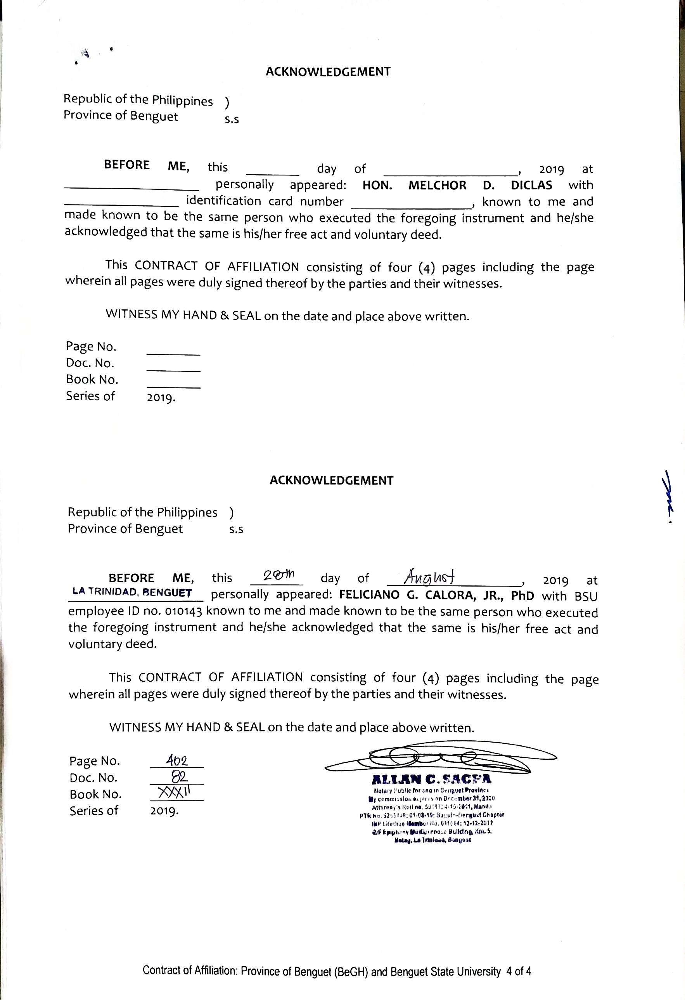 ACKNOWLEDGEMENT
Republic of the Philippines )
Province of Benguet s.s
BEFORE ME, this ________ day of ____________________, 2019 at
____________________ personally appeared: HON. MELCHOR D. DICLAS with
_________________ identification card number __________________, known to me and
made known to be the same person who executed the foregoing instrument and he/she
acknowledged that the same is his/her free act and voluntary deed.
This CONTRACT OF AFFILIATION consisting of four (4) pages including the page
wherein all pages were duly signed thereof by the parties and their witnesses.
WITNESS MY HAND & SEAL on the date and place above written.
Page No. ________
Doc. No. ________
Book No. ________
Series of 2019.
ACKNOWLEDGEMENT
Republic of the Philippines )
Province of Benguet s.s
BEFORE ME, this 20th day of August, 2019 at
LA TRINIDAD, BENGUET personally appeared: FELICIANO G. CALORA, JR., PhD with BSU
employee ID no. 010143 known to me and made known to be the same person who executed
the foregoing instrument and he/she acknowledged that the same is his/her free act and
voluntary deed.
This CONTRACT OF AFFILIATION consisting of four (4) pages including the page
wherein all pages were duly signed thereof by the parties and their witnesses.
WITNESS MY HAND & SEAL on the date and place above written.
Page No. 402
Doc. No. 82
Book No. XXXII
Series of 2019.
ALLAN C.
Notary Public for and in Benguet Province
My commission expires on December 31, 2020
Attorney's Roll no. Manila
PTR No. 01-08-19; Benguet Chapter
IBP Lifetime Member No. 12-12-2012
2/F Epiphany Multipurpose Building, Km. 5,
La Trinidad, Benguet
Contract of Affiliation: Province of Benguet (BeGH) and Benguet State University 4 of 4